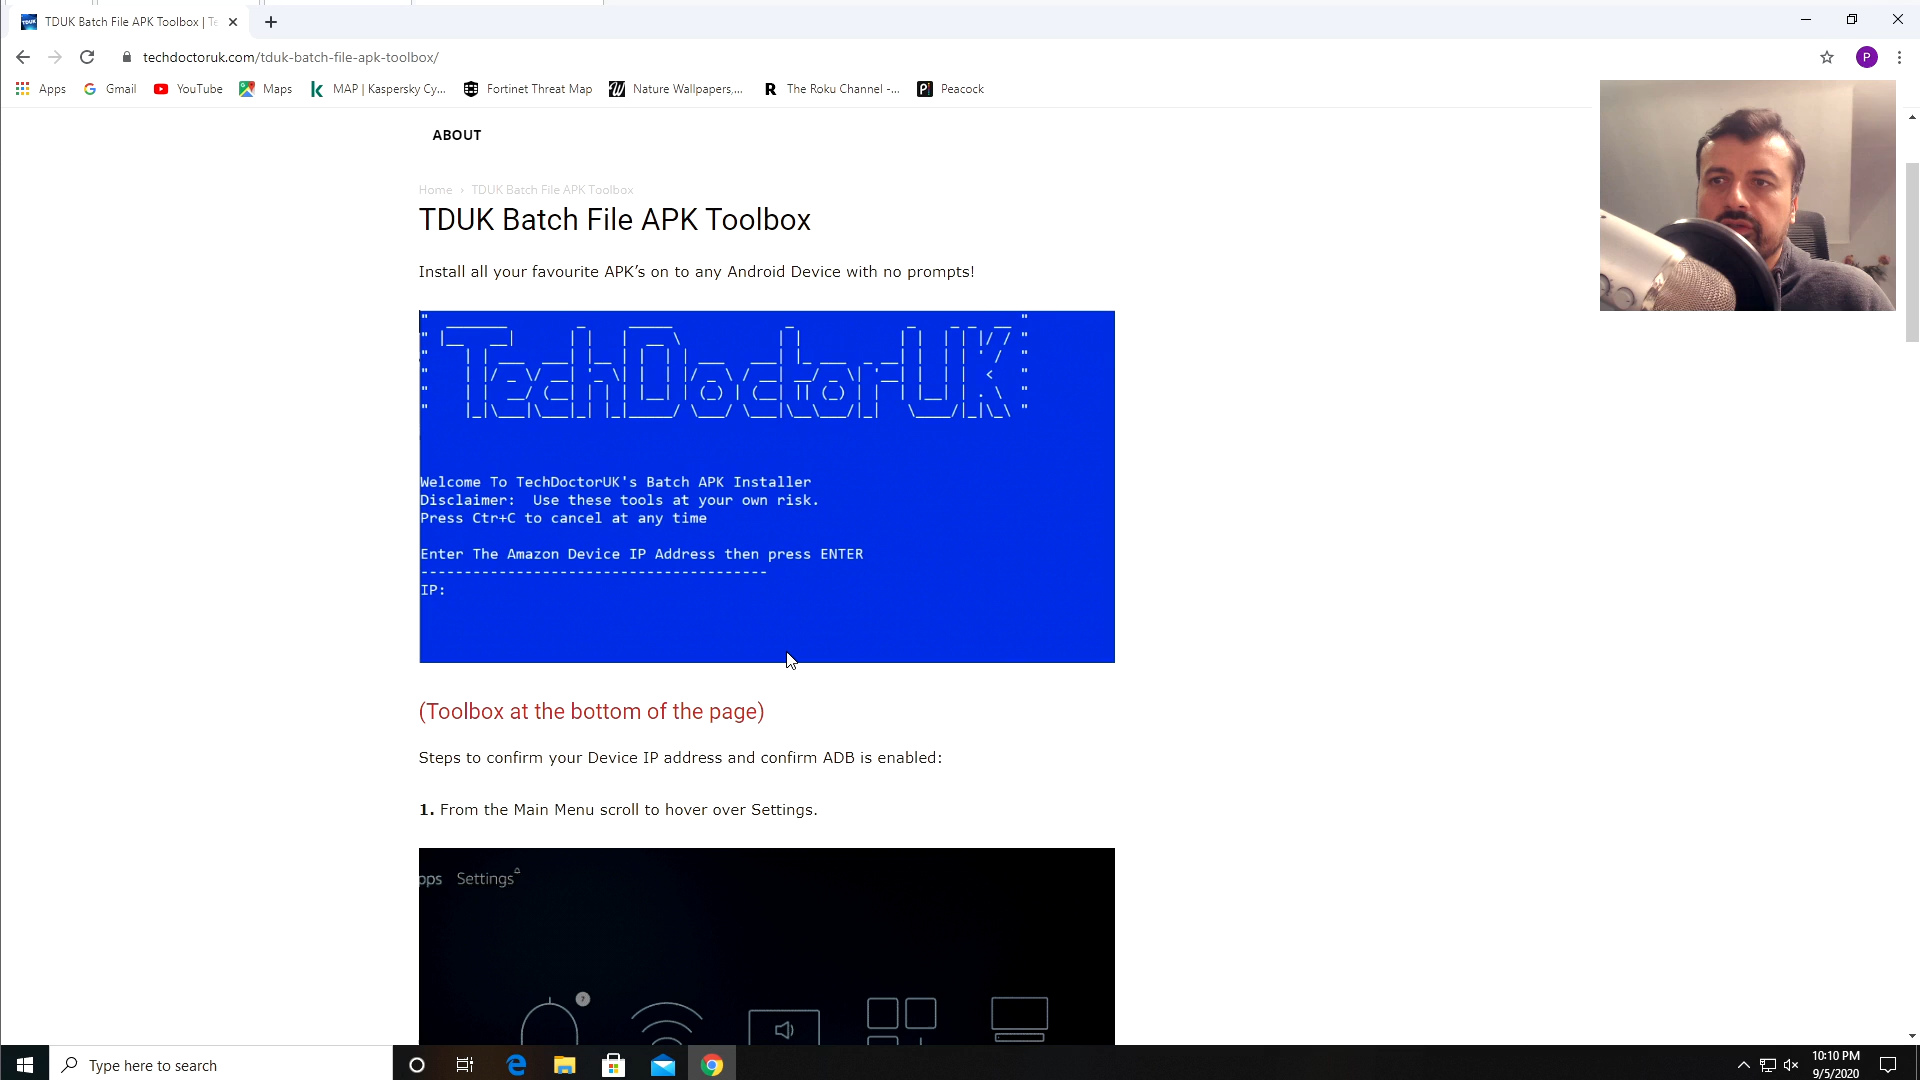 TDUK Batch File APK Toolbox | Te
techdoctoruk.com/tduk-batch-file-apk-toolbox/
P
Apps
Gmail
YouTube
Maps
MAP | Kaspersky Cy...
Fortinet Threat Map
Nature Wallpapers,...
The Roku Channel -...
Peacock
ABOUT
Home › TDUK Batch File APK Toolbox
TDUK Batch File APK Toolbox
Install all your favourite APK’s on to any Android Device with no prompts!
TechDoctorUK
Welcome To TechDoctorUK's Batch APK Installer
Disclaimer:  Use these tools at your own risk.
Press Ctr+C to cancel at any time
Enter The Amazon Device IP Address then press ENTER
----------------------------------------
IP:
(Toolbox at the bottom of the page)
Steps to confirm your Device IP address and confirm ADB is enabled:
1. From the Main Menu scroll to hover over Settings.
pps Settings
?
Type here to search
10:10 PM
9/5/2020